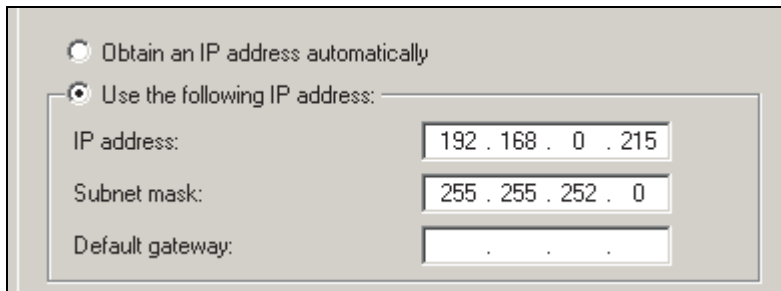 Obtain an IP address automatically
Use the following IP address:
IP address: 192 . 168 . 0 . 215
Subnet mask: 255 . 255 . 252 . 0
Default gateway: . . .